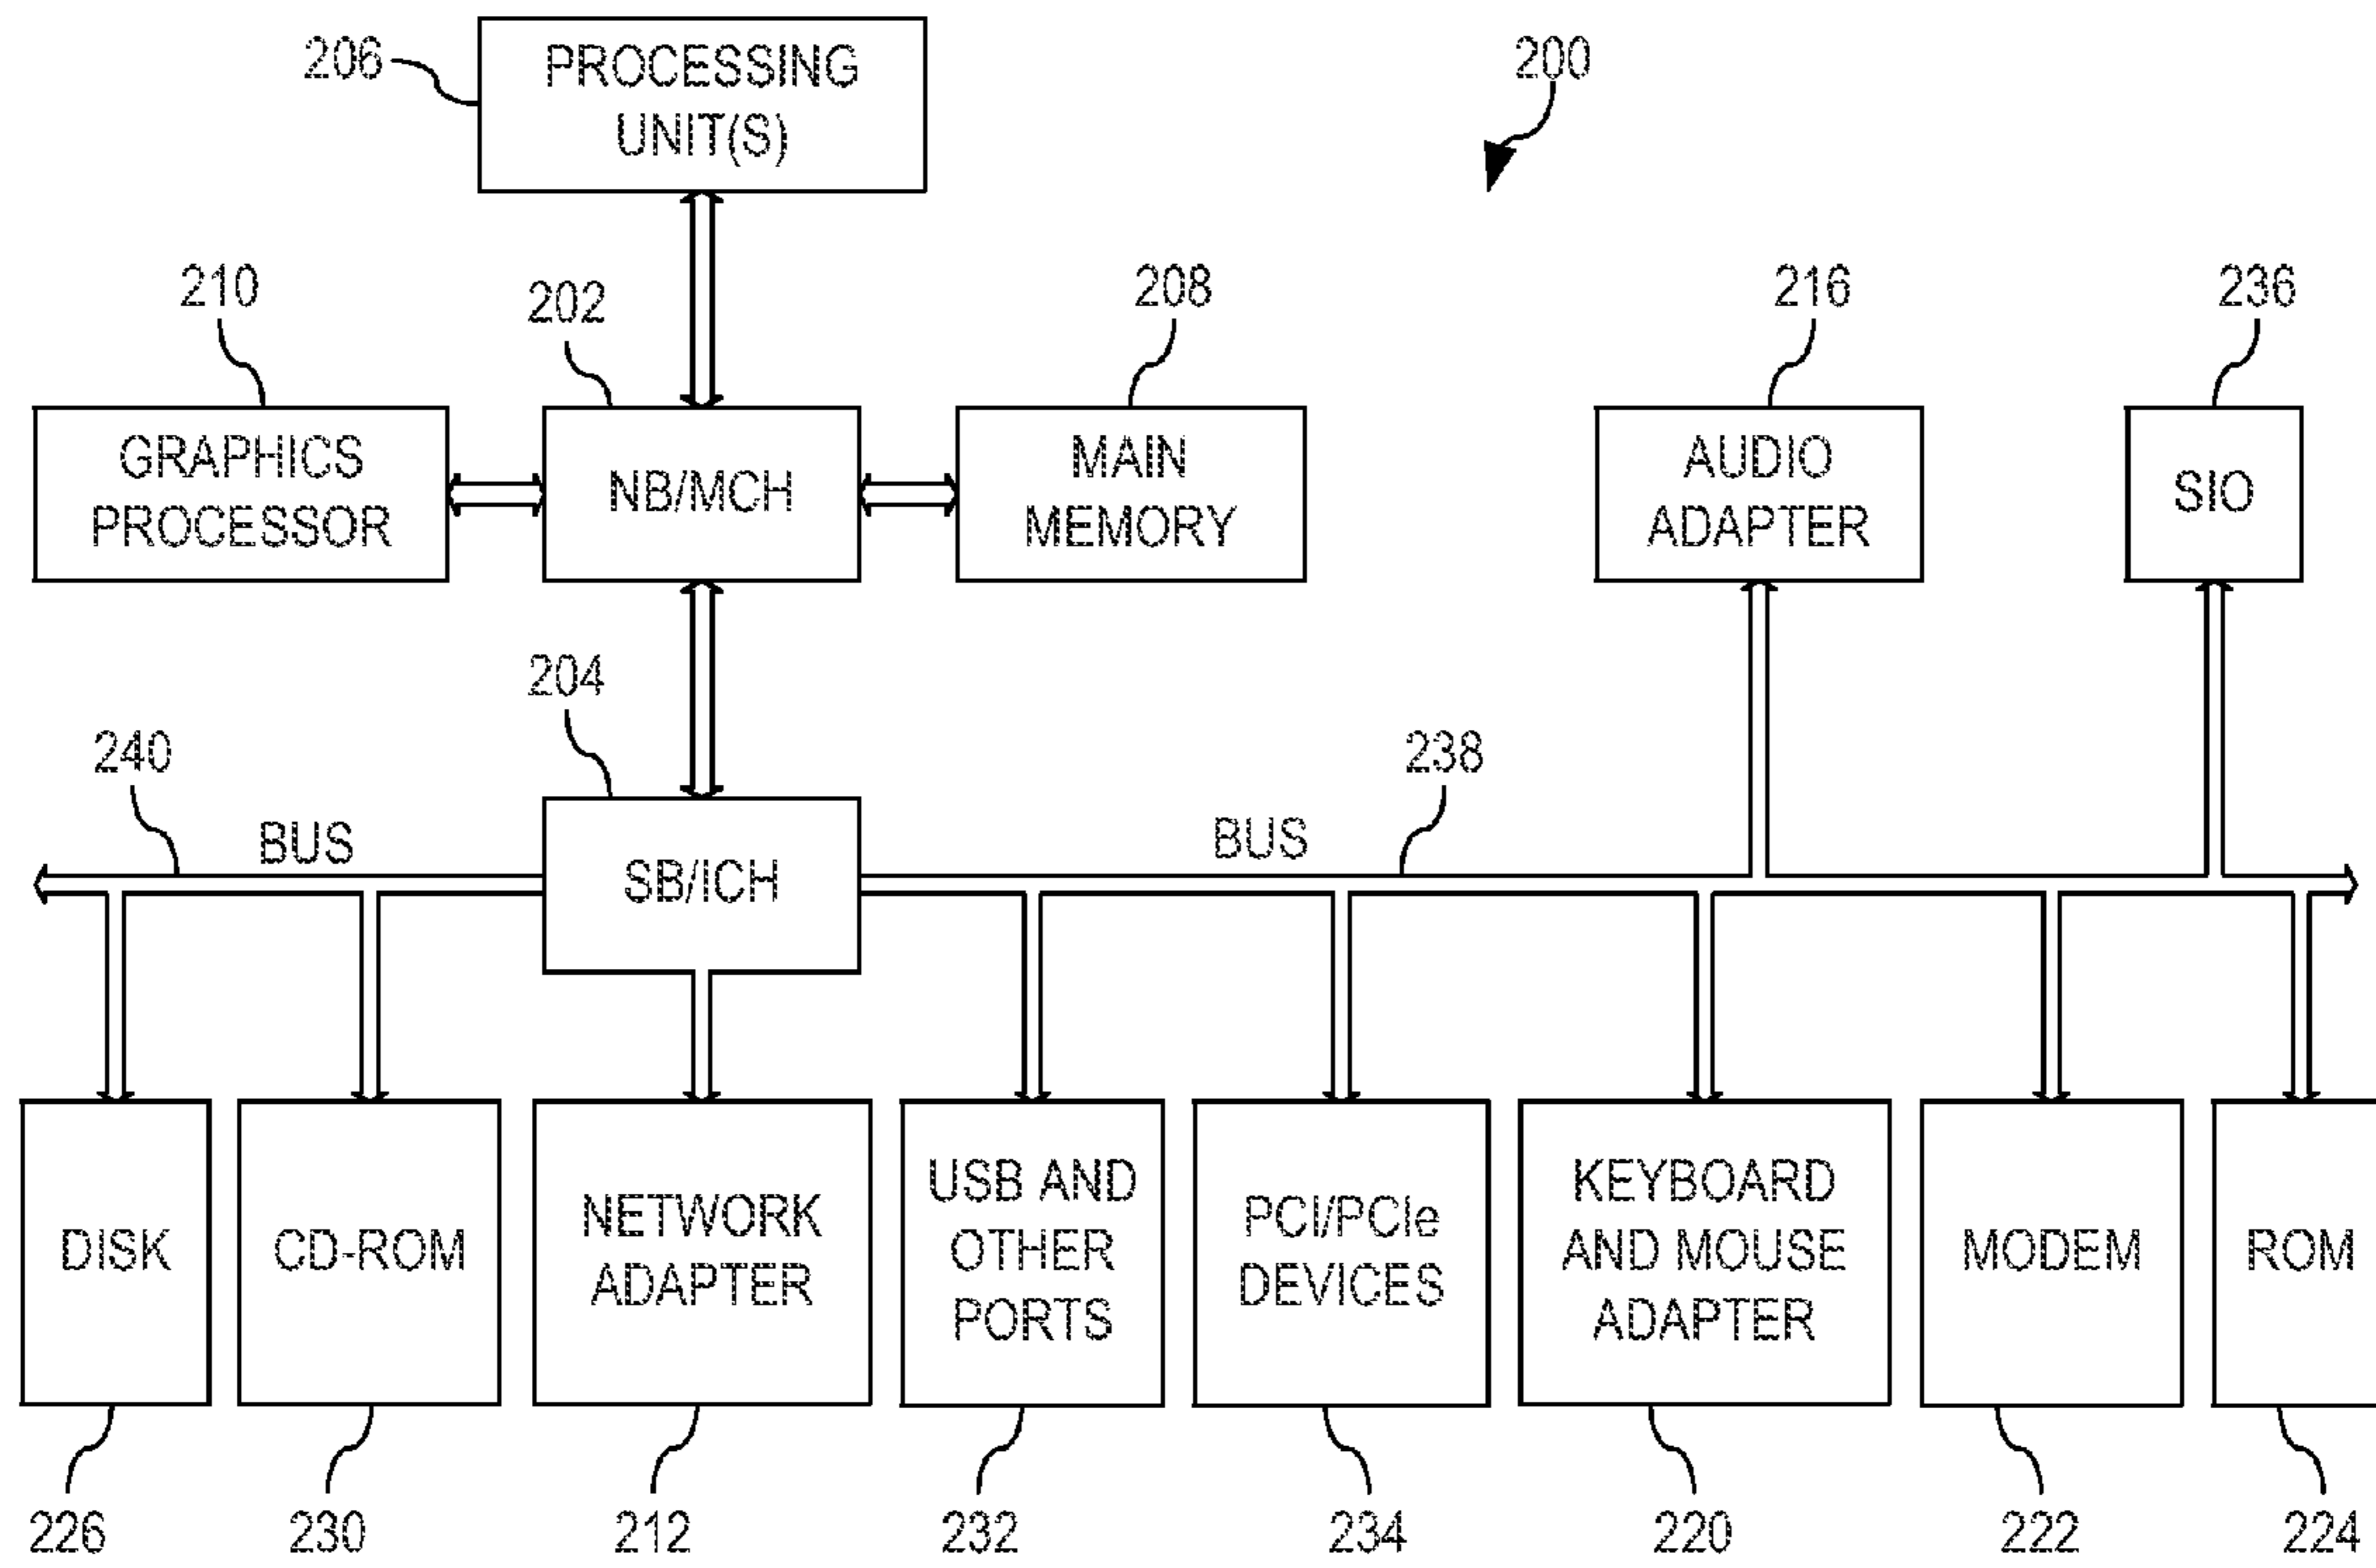 206
PROCESSING
UNIT(S)
200
210
202
208
216
236
GRAPHICS
PROCESSOR
NB/MCH
MAIN
MEMORY
AUDIO
ADAPTER
SIO
204
240
238
BUS
SB/ICH
BUS
DISK
CD-ROM
NETWORK
ADAPTER
USB AND
OTHER
PORTS
PCI/PCIe
DEVICES
KEYBOARD
AND MOUSE
ADAPTER
MODEM
ROM
226
230
212
232
234
220
222
224